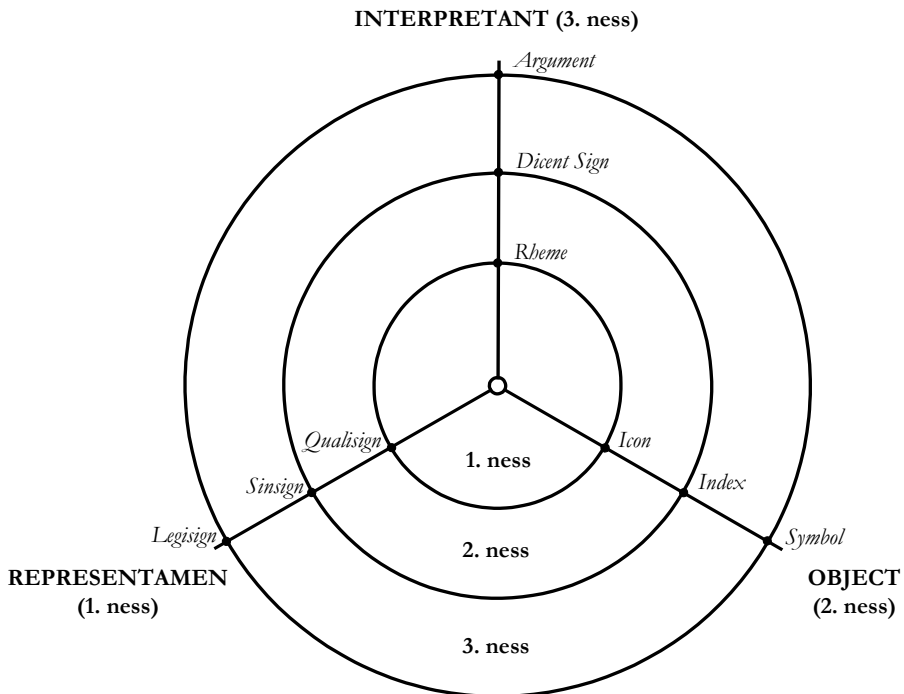 INTERPRETANT (3. ness)
Argument
Dicent Sign
Rheme
Qualisign
Icon
1. ness
Sinsign
Index
Legisign
2. ness
Symbol
REPRESENTAMEN
(1. ness)
OBJECT
(2. ness)
3. ness